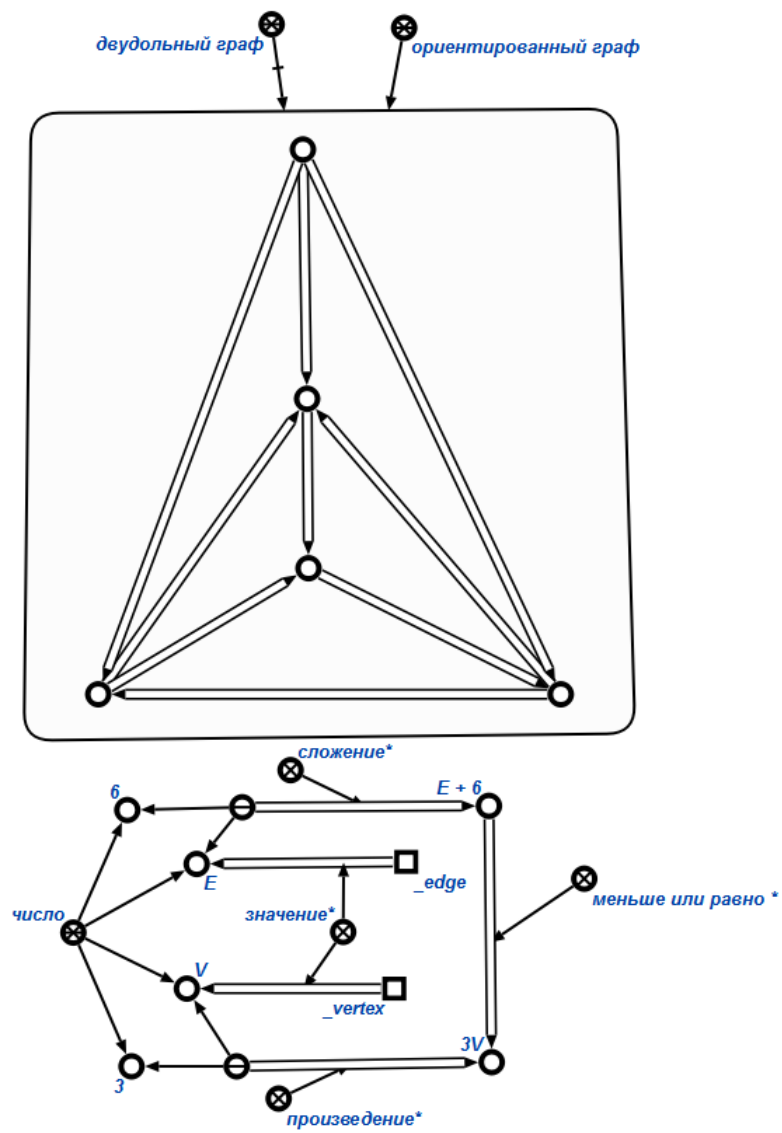 двудольный граф
ориентированный граф
сложение*
6
E + 6
E
_edge
число
значение*
меньше или равно *
V
_vertex
3V
3
произведение*